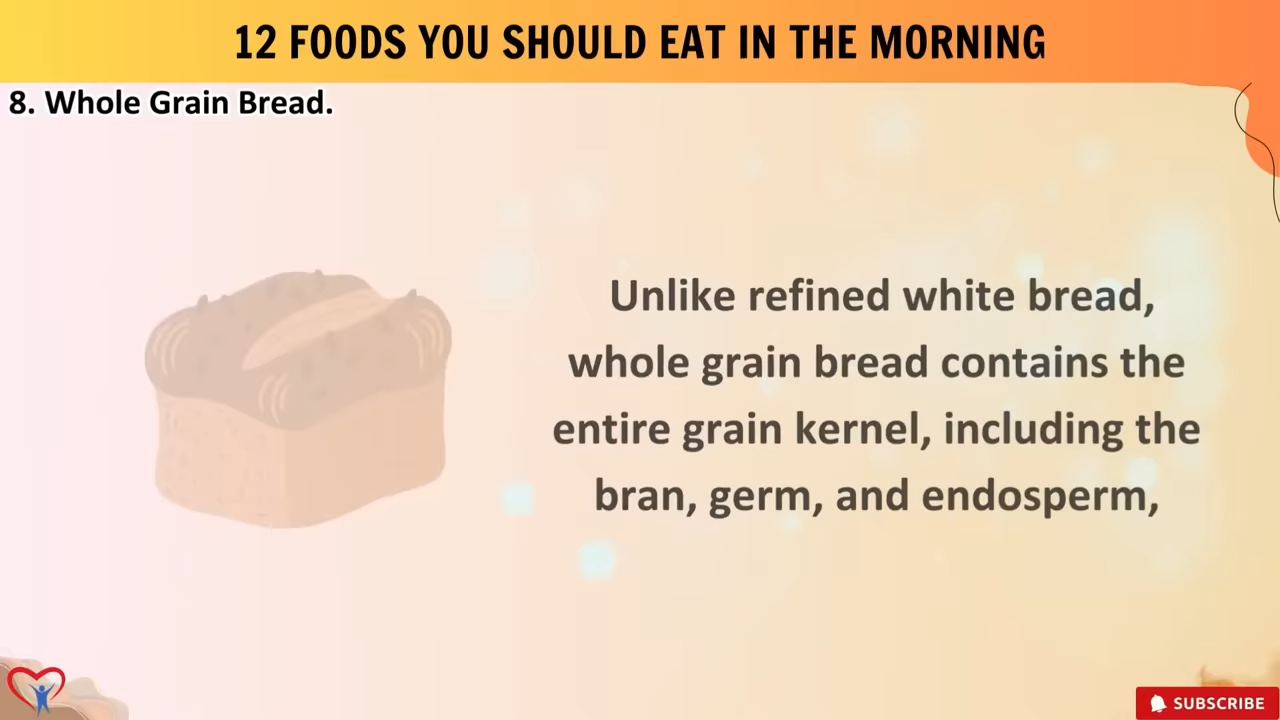 12 FOODS YOU SHOULD EAT IN THE MORNING
8. Whole Grain Bread.
Unlike refined white bread,
whole grain bread contains the
entire grain kernel, including the
bran, germ, and endosperm,
SUBSCRIBE